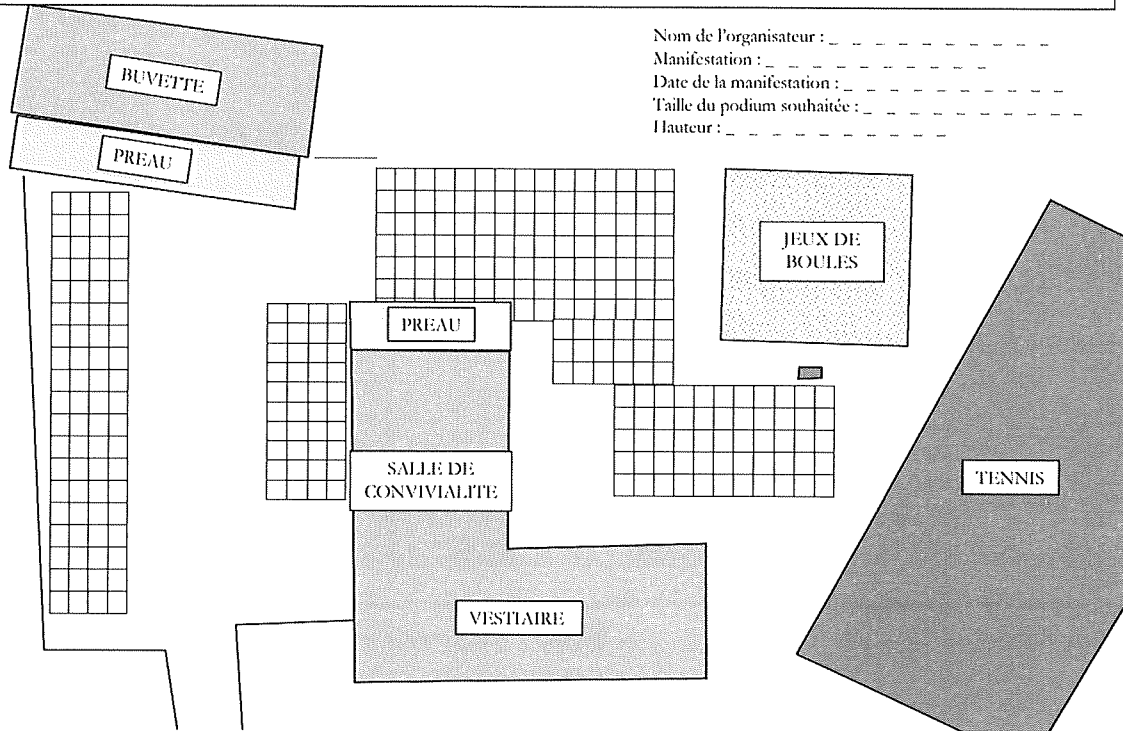 Nom de l'organisateur : _ _ _ _ _ _ _ _ _ _ _
Manifestation : _ _ _ _ _ _ _ _ _ _ _
Date de la manifestation : _ _ _ _ _ _ _ _ _ _ _
Taille du podium souhaitée : _ _ _ _ _ _ _ _ _ _ _
Hauteur : _ _ _ _ _ _ _ _ _ _ _
BUVETTE
PREAU
JEUX DE
BOULES
PREAU
SALLE DE
CONVIVIALITE
TENNIS
VESTIAIRE